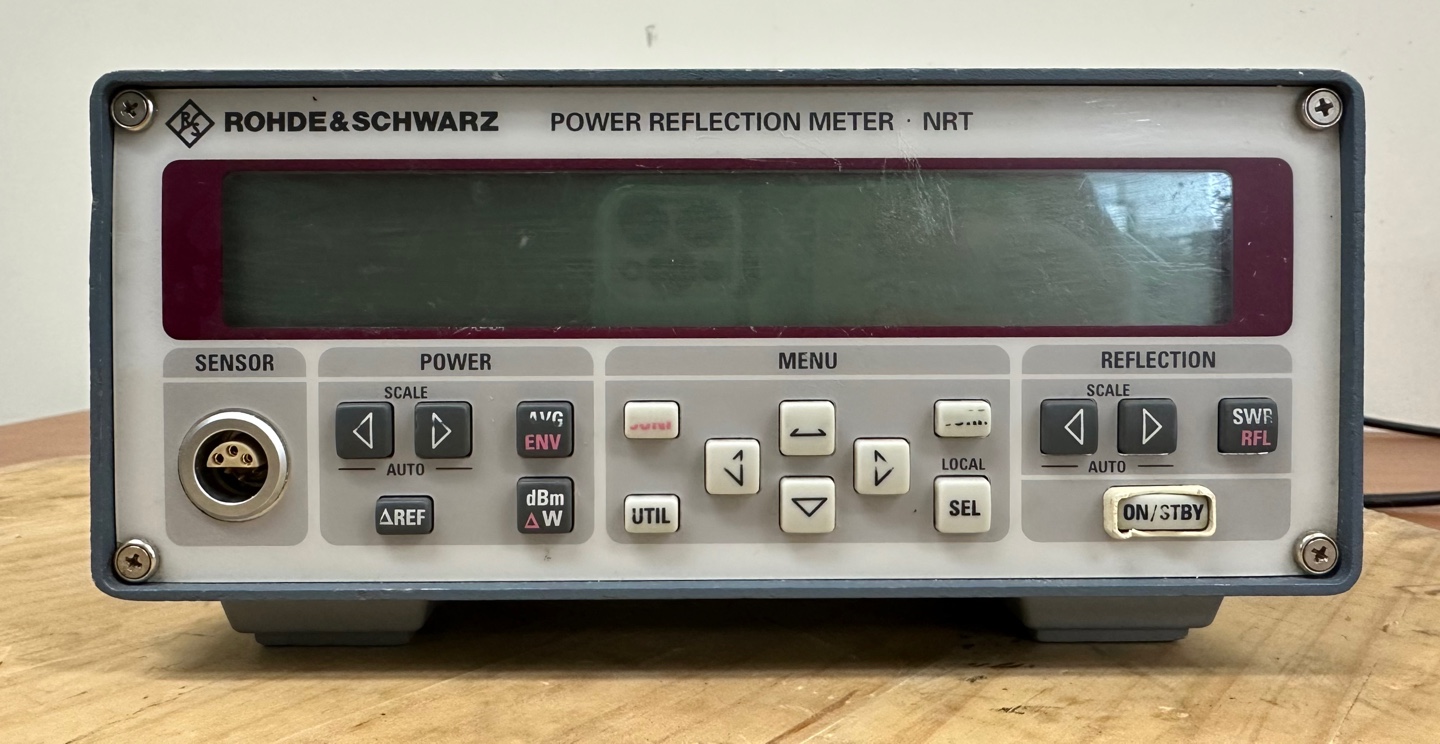 R&S ROHDE&SCHWARZ POWER REFLECTION METER · NRT
SENSOR
POWER
SCALE
AVG
ENV
AUTO
ΔREF
dBm
ΔW
MENU
UTIL
LOCAL
SEL
REFLECTION
SCALE
SWR
RFL
AUTO
ON/STBY